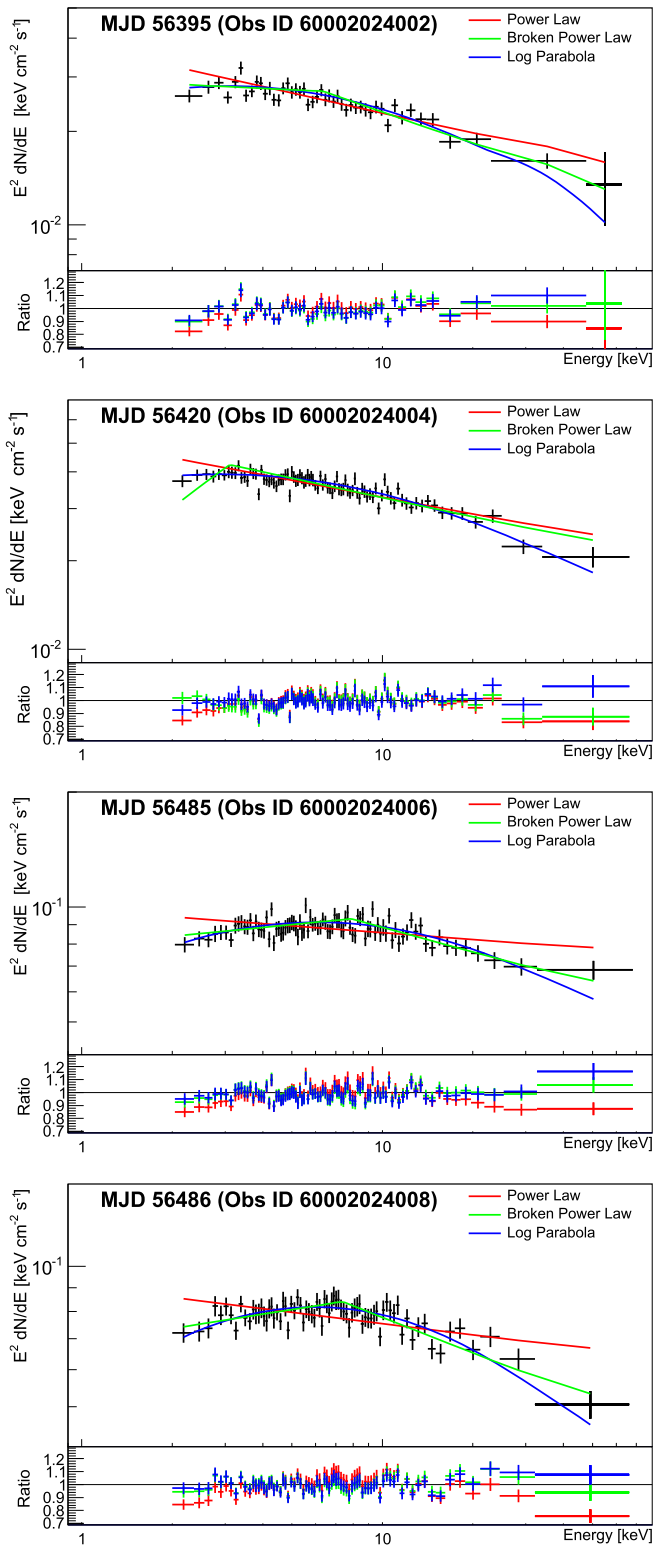 MJD 56395 (Obs ID 60002024002)
Power Law
Broken Power Law
Log Parabola
E² dN/dE [keV cm⁻² s⁻¹]
10⁻²
Ratio
1.2
1.1
1
0.9
0.8
0.7
1
10
Energy [keV]
MJD 56420 (Obs ID 60002024004)
Power Law
Broken Power Law
Log Parabola
E² dN/dE [keV cm⁻² s⁻¹]
10⁻²
Ratio
1.2
1.1
1
0.9
0.8
0.7
1
10
Energy [keV]
MJD 56485 (Obs ID 60002024006)
Power Law
Broken Power Law
Log Parabola
E² dN/dE [keV cm⁻² s⁻¹]
10⁻¹
Ratio
1.2
1.1
1
0.9
0.8
0.7
1
10
Energy [keV]
MJD 56486 (Obs ID 60002024008)
Power Law
Broken Power Law
Log Parabola
E² dN/dE [keV cm⁻² s⁻¹]
10⁻¹
Ratio
1.2
1.1
1
0.9
0.8
0.7
1
10
Energy [keV]